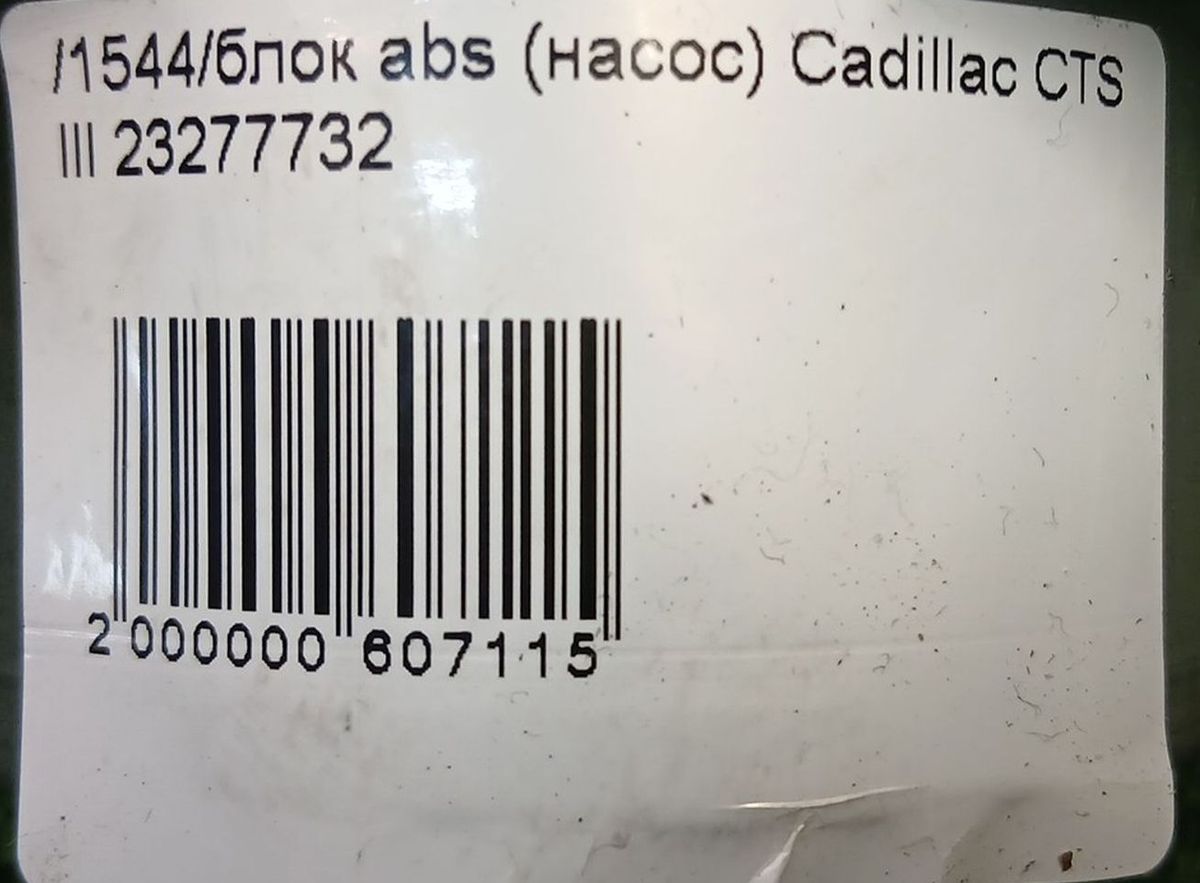 /1544/блок abs (насос) Cadillac CTS
III 23277732
2 000000 607115